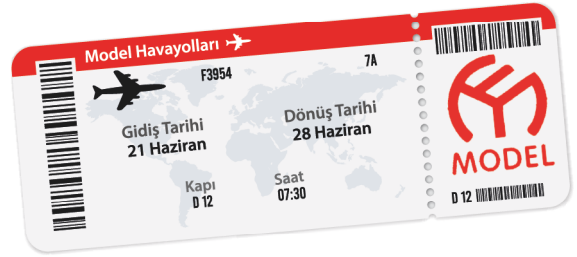 Model Havayolları
F3954
7A
Gidiş Tarihi
21 Haziran
Dönüş Tarihi
28 Haziran
Kapı
D 12
Saat
07:30
MODEL
D 12